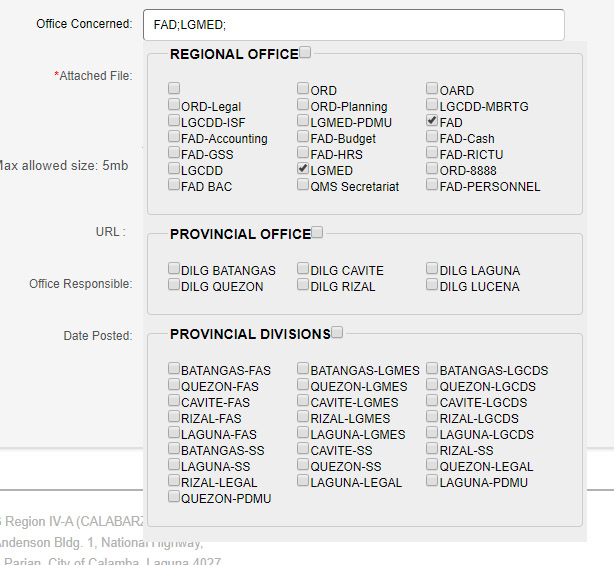 Office Concerned: FAD;LGMED;
REGIONAL OFFICE
*Attached File:
ORD OARD
ORD-Legal ORD-Planning LGCDD-MBRTG
LGCDD-ISF LGMED-PDMU FAD
FAD-Accounting FAD-Budget FAD-Cash
FAD-GSS FAD-HRS FAD-RICTU
Max allowed size: 5mb
LGCDD LGMED ORD-8888
FAD BAC QMS Secretariat FAD-PERSONNEL
URL :
PROVINCIAL OFFICE
DILG BATANGAS DILG CAVITE DILG LAGUNA
Office Responsible:
DILG QUEZON DILG RIZAL DILG LUCENA
Date Posted:
PROVINCIAL DIVISIONS
BATANGAS-FAS BATANGAS-LGMES BATANGAS-LGCDS
QUEZON-FAS QUEZON-LGMES QUEZON-LGCDS
CAVITE-FAS CAVITE-LGMES CAVITE-LGCDS
RIZAL-FAS RIZAL-LGMES RIZAL-LGCDS
LAGUNA-FAS LAGUNA-LGMES LAGUNA-LGCDS
BATANGAS-SS CAVITE-SS RIZAL-SS
LAGUNA-SS QUEZON-SS QUEZON-LEGAL
RIZAL-LEGAL LAGUNA-LEGAL LAGUNA-PDMU
QUEZON-PDMU
Region IV-A (CALABARZ
Andenson Bldg. 1, National Highway,
Parian, City of Calamba, Laguna 4027